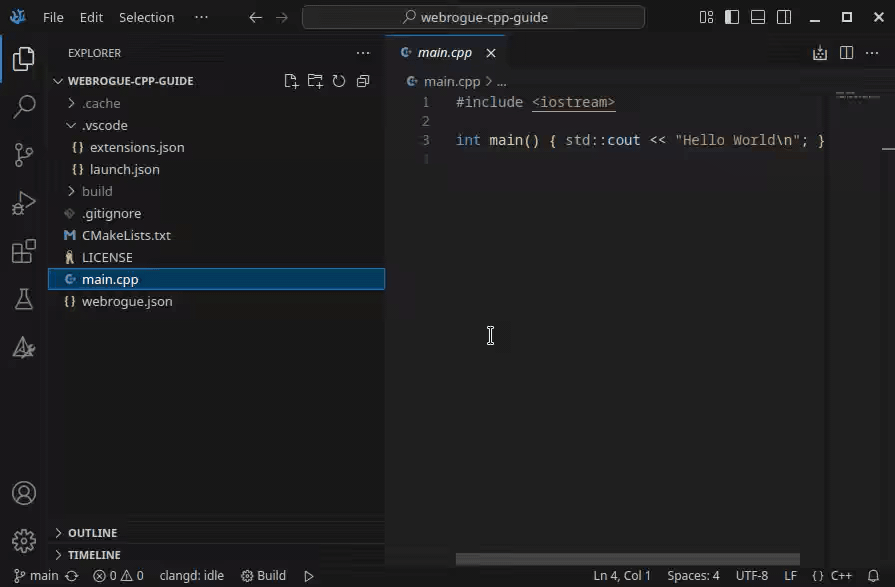 File Edit Selection ··· webrogue-cpp-guide
EXPLORER ···
WEBROGUE-CPP-GUIDE
.cache
.vscode
{} extensions.json
{} launch.json
build
.gitignore
M CMakeLists.txt
LICENSE
main.cpp
{} webrogue.json
OUTLINE
TIMELINE
main.cpp
main.cpp > ...
1 #include <iostream>
2
3 int main() { std::cout << "Hello World\n"; }
4
main 0 0 clangd: idle Build Ln 4, Col 1 Spaces: 4 UTF-8 LF {} C++